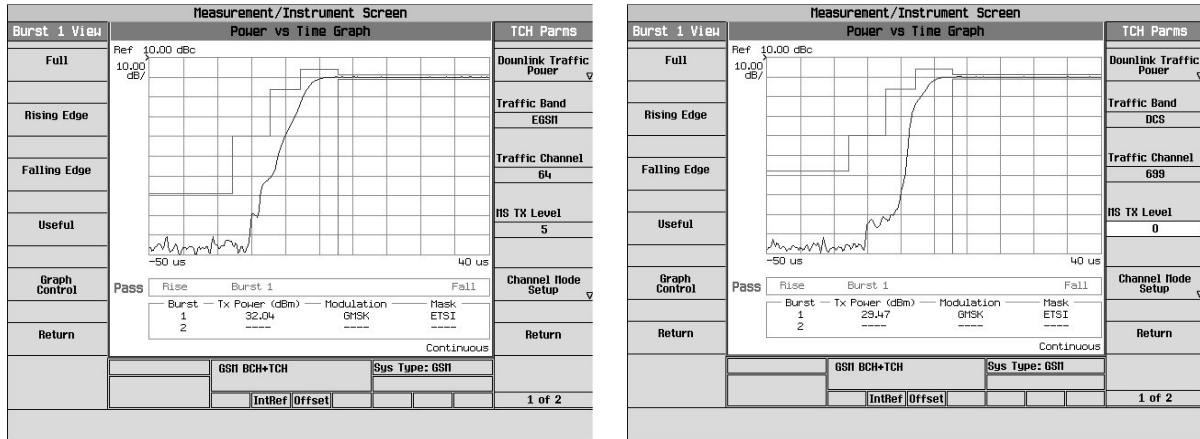 Measurement/Instrument Screen
Burst 1 View
Power vs Time Graph
TCH Parms
Full
Rising Edge
Falling Edge
Useful
Graph Control
Return
Ref 10.00 dBc
10.00
dB/
-50 us
40 us
Pass
Rise Burst 1 Fall
Burst Tx Power (dBm) Modulation Mask
1 32.04 GMSK ETSI
2 ---- ---- ----
Continuous
GSM BCH+TCH
Sys Type: GSM
IntRef Offset
Downlink Traffic
Power
Traffic Band
EGSM
Traffic Channel
64
MS TX Level
5
Channel Mode
Setup
Return
1 of 2
Measurement/Instrument Screen
Burst 1 View
Power vs Time Graph
TCH Parms
Full
Rising Edge
Falling Edge
Useful
Graph Control
Return
Ref 10.00 dBc
10.00
dB/
-50 us
40 us
Pass
Rise Burst 1 Fall
Burst Tx Power (dBm) Modulation Mask
1 29.47 GMSK ETSI
2 ---- ---- ----
Continuous
GSM BCH+TCH
Sys Type: GSM
IntRef Offset
Downlink Traffic
Power
Traffic Band
DCS
Traffic Channel
699
MS TX Level
0
Channel Mode
Setup
Return
1 of 2